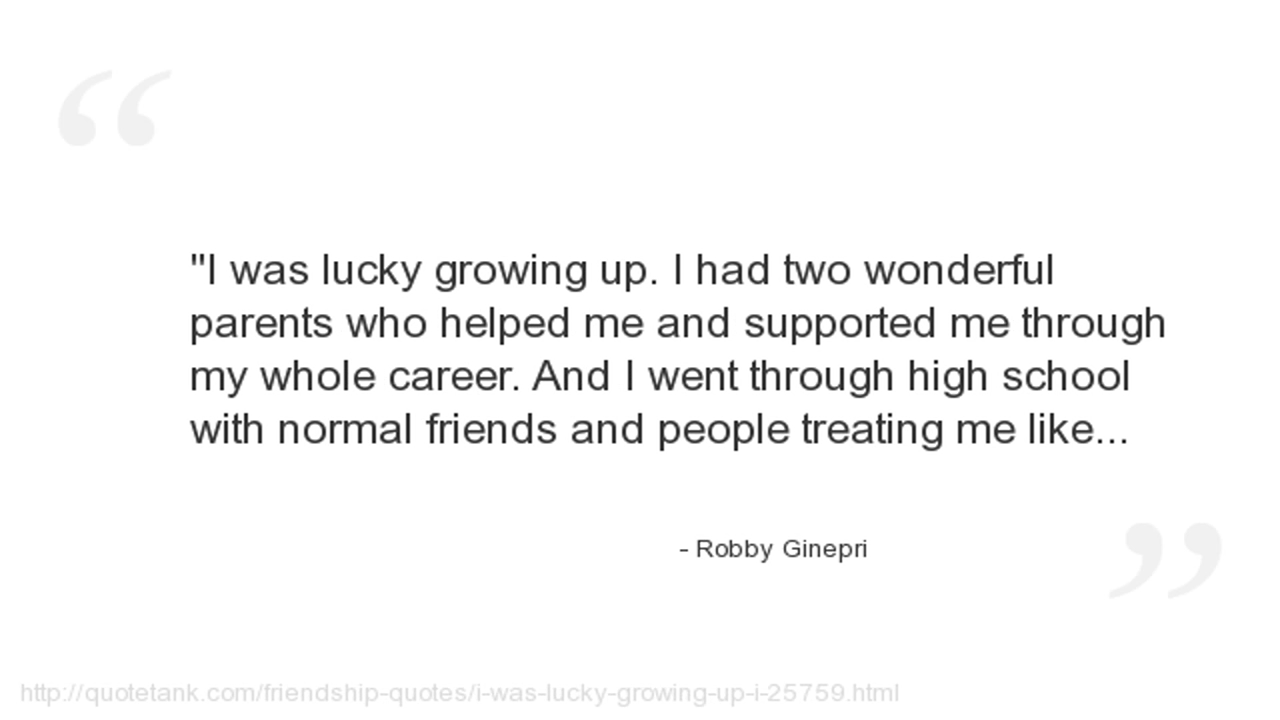 "I was lucky growing up. I had two wonderful
parents who helped me and supported me through
my whole career. And I went through high school
with normal friends and people treating me like...
- Robby Ginepri
http://quotetank.com/friendship-quotes/i-was-lucky-growing-up-i-25759.html